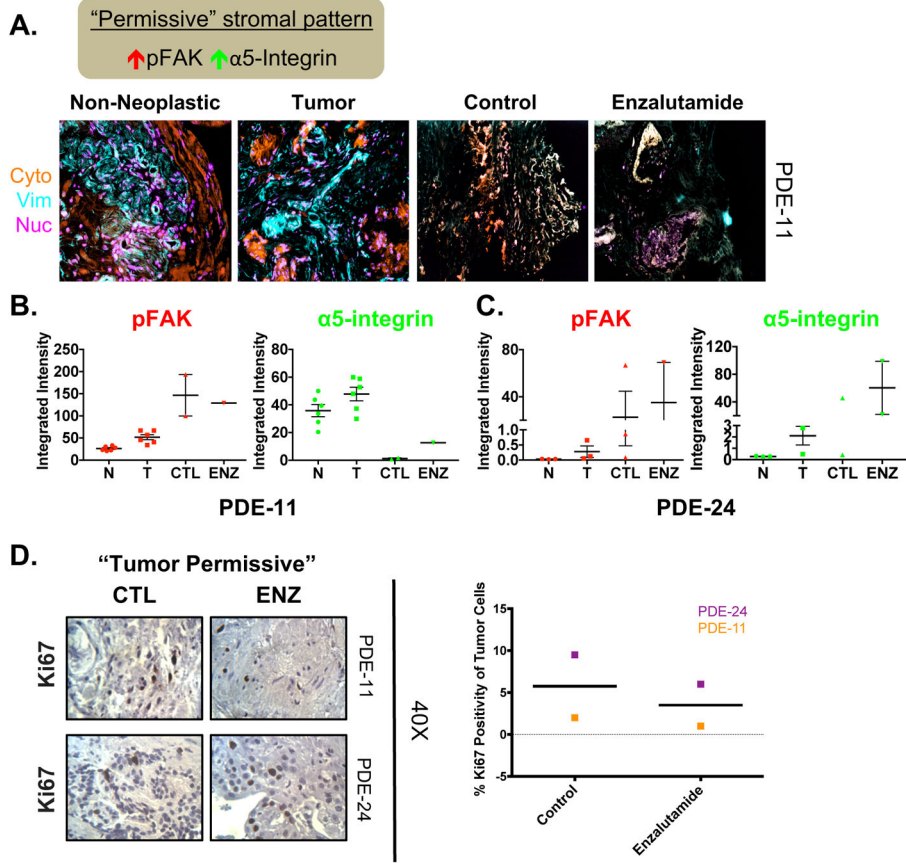 A.
“Permissive” stromal pattern
↑pFAK ↑α5-Integrin
Non-Neoplastic Tumor Control Enzalutamide
Cyto
Vim
Nuc
PDE-11
B.
pFAK
Integrated Intensity
250
200
150
100
50
0
N T CTL ENZ
α5-integrin
Integrated Intensity
80
60
40
20
0
N T CTL ENZ
PDE-11
C.
pFAK
Integrated Intensity
80
40
1.0
0.5
0.0
N T CTL ENZ
α5-integrin
Integrated Intensity
120
80
40
3
2
1
0
N T CTL ENZ
PDE-24
D.
“Tumor Permissive”
CTL ENZ
Ki67
PDE-11
Ki67
PDE-24
40X
% Ki67 Positivity of Tumor Cells
15
10
5
0
-5
PDE-24
PDE-11
Control
Enzalutamide